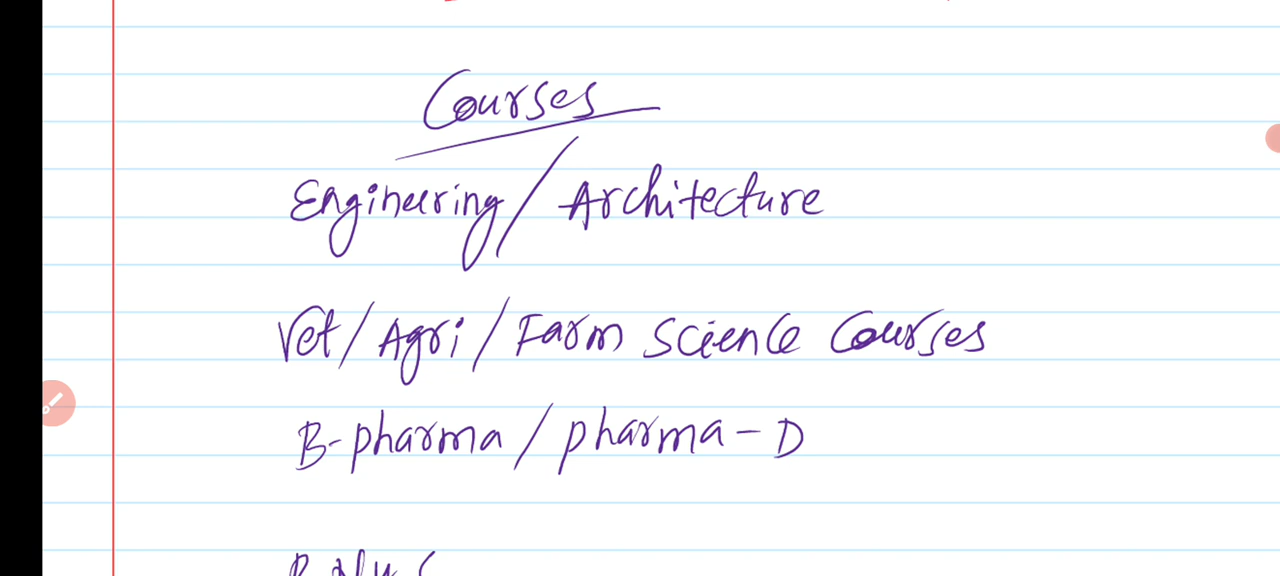 Courses
Engineering / Architecture
Vet / Agri / Farm Science Courses
B-pharma / pharma - D